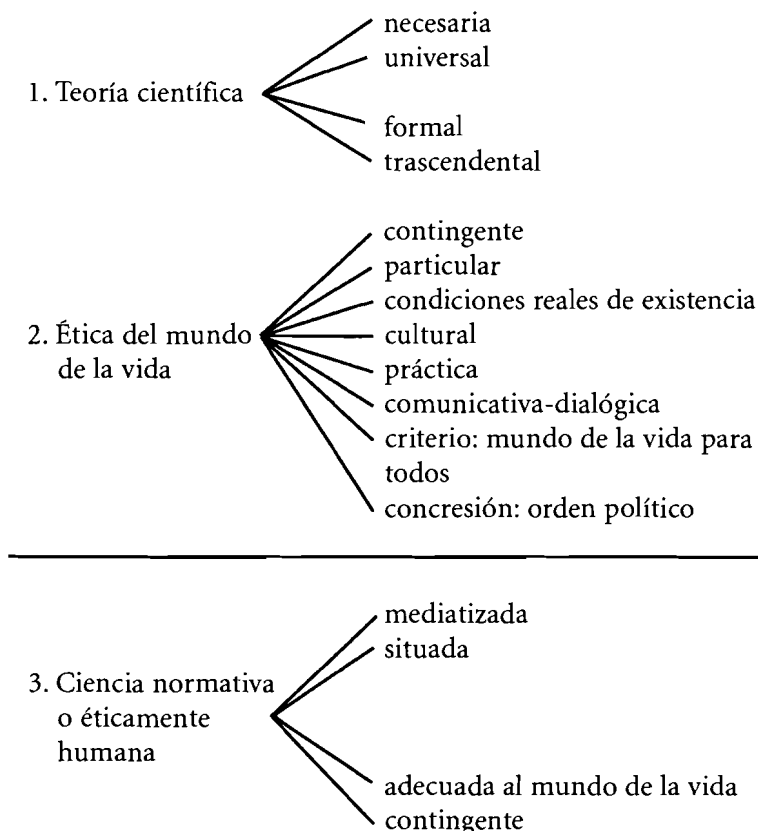 necesaria
universal
1. Teoría científica
formal
trascendental
contingente
particular
condiciones reales de existencia
2. Ética del mundo
de la vida
cultural
práctica
comunicativa-dialógica
criterio: mundo de la vida para
todos
concresión: orden político
mediatizada
situada
3. Ciencia normativa
o éticamente
humana
adecuada al mundo de la vida
contingente